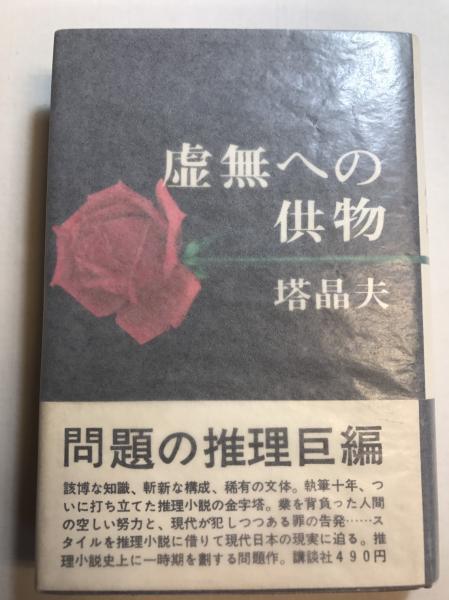 虚無への
供物
塔晶夫
問題の推理巨編
該博な知識、斬新な構成、稀有の文体。執筆十年、つ
いに打ち立てた推理小説の金字塔。業を背負った人間
の空しい努力と、現代が犯しつつある罪の告発……ス
タイルを推理小説に借りて現代日本の現実に迫る。推
理小説史上に一時期を劃する問題作。講談社490円